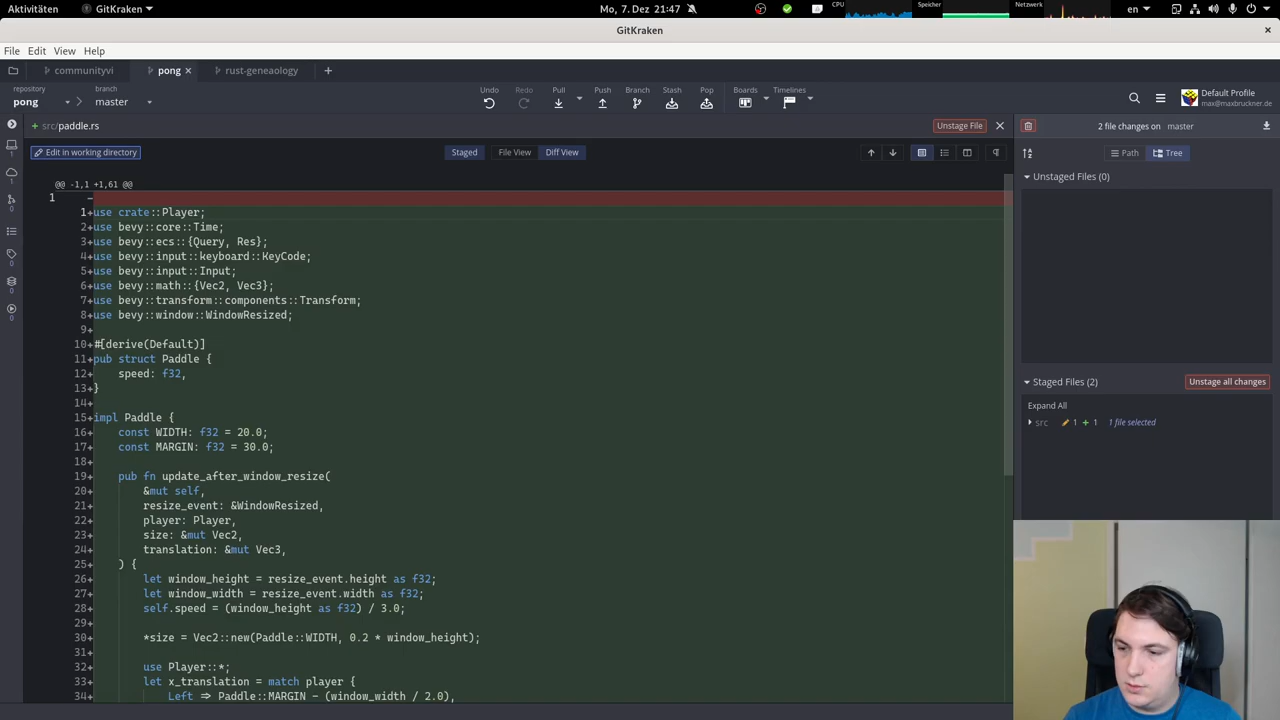 Aktivitäten
GitKraken
Mo, 7. Dez 21:47
CPU
Speicher
Netzwerk
en
GitKraken
File Edit View Help
communityvi
pong
rust-geneaology
repository
pong
branch
master
Undo
Redo
Pull
Push
Branch
Stash
Pop
Boards
Timelines
Default Profile
max@maxbruckner.de
+ src/paddle.rs
Unstage File
2 file changes on master
Edit in working directory
Staged
File View
Diff View
Path
Tree
Unstaged Files (0)
Staged Files (2)
Unstage all changes
Expand All
src 1 + 1 1 file selected
@@ -1,1 +1,61 @@
1 -
1+ use crate::Player;
2+ use bevy::core::Time;
3+ use bevy::ecs::{Query, Res};
4+ use bevy::input::keyboard::KeyCode;
5+ use bevy::input::Input;
6+ use bevy::math::{Vec2, Vec3};
7+ use bevy::transform::components::Transform;
8+ use bevy::window::WindowResized;
9+
10+ #[derive(Default)]
11+ pub struct Paddle {
12+ speed: f32,
13+ }
14+
15+ impl Paddle {
16+ const WIDTH: f32 = 20.0;
17+ const MARGIN: f32 = 30.0;
18+
19+ pub fn update_after_window_resize(
20+ &mut self,
21+ resize_event: &WindowResized,
22+ player: Player,
23+ size: &mut Vec2,
24+ translation: &mut Vec3,
25+ ) {
26+ let window_height = resize_event.height as f32;
27+ let window_width = resize_event.width as f32;
28+ self.speed = (window_height as f32) / 3.0;
29+
30+ *size = Vec2::new(Paddle::WIDTH, 0.2 * window_height);
31+
32+ use Player::*;
33+ let x_translation = match player {
34+ Left => Paddle::MARGIN - (window_width / 2.0),